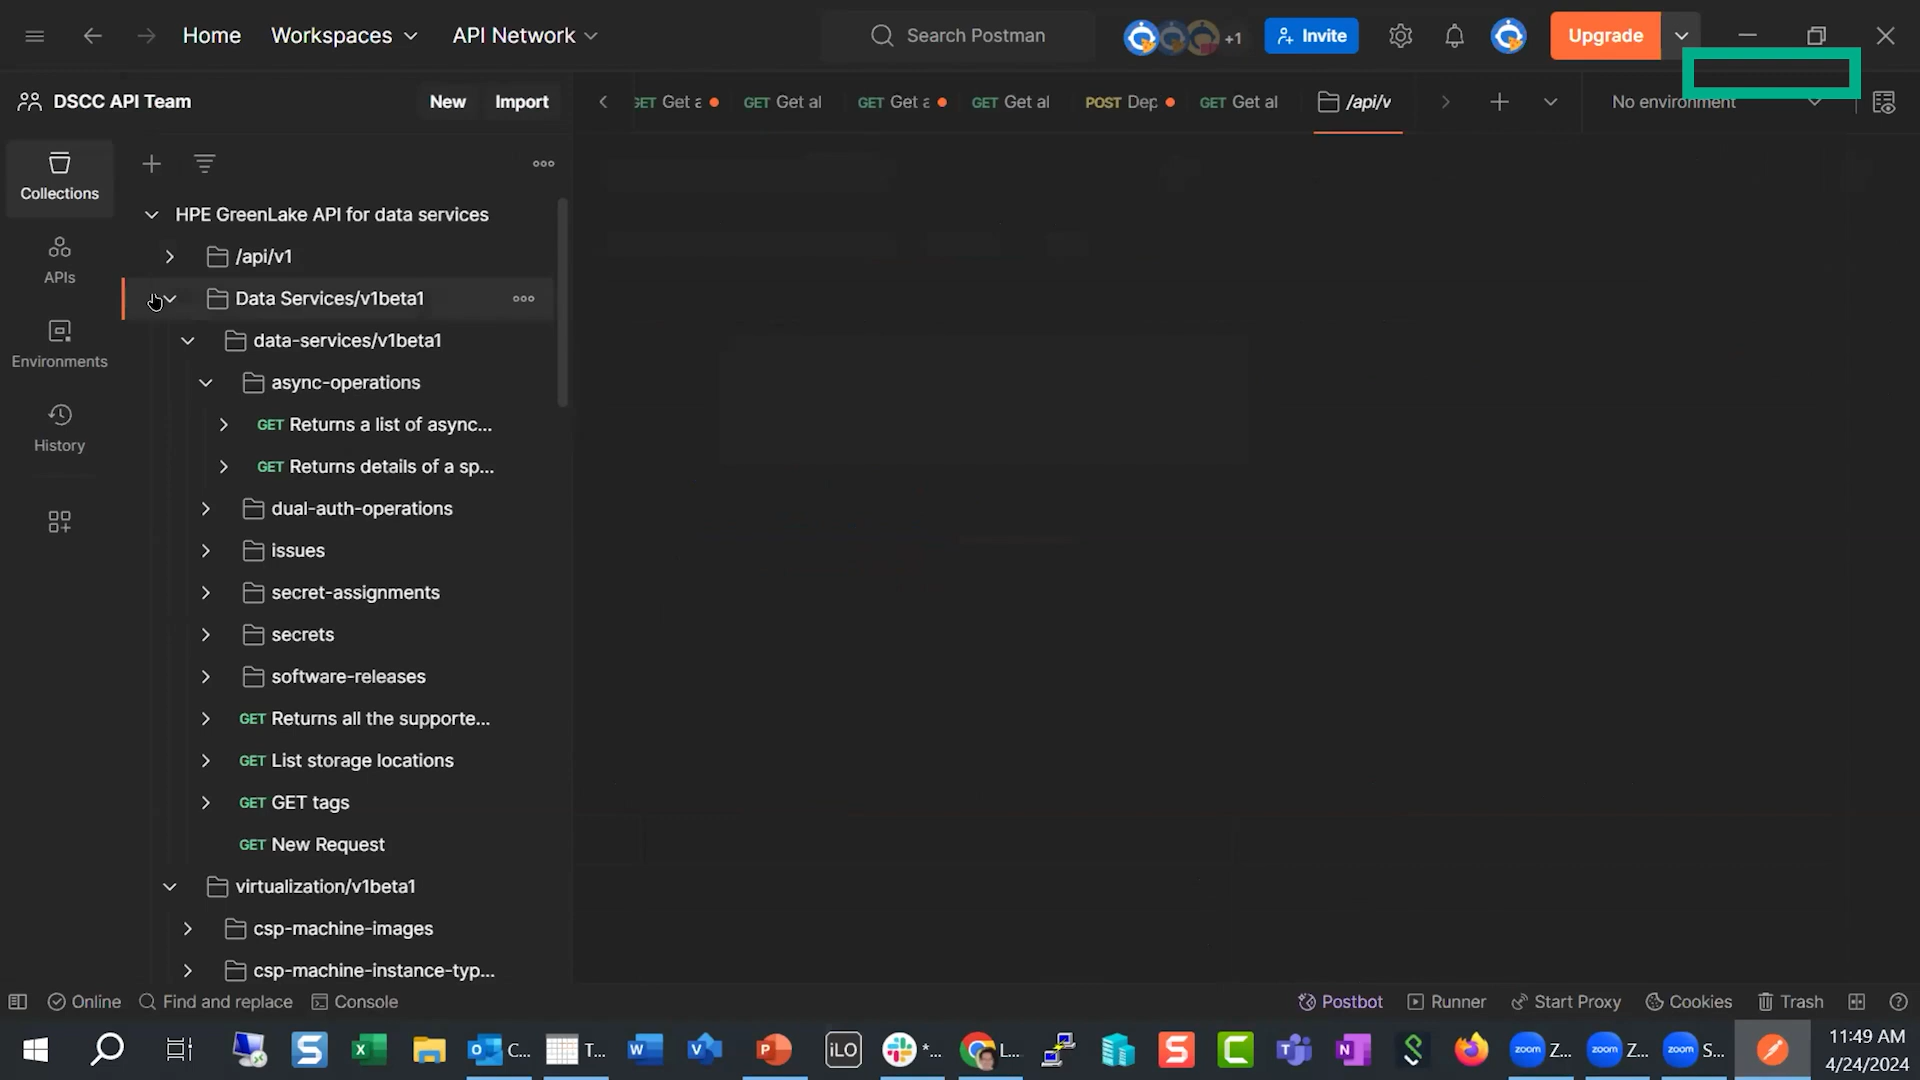 Home Workspaces API Network Search Postman +1 Invite Upgrade
DSCC API Team New Import GET Get a GET Get al GET Get a GET Get al POST Dep GET Get al /api/v No environment
Collections
APIs
Environments
History
HPE GreenLake API for data services
/api/v1
Data Services/v1beta1
data-services/v1beta1
async-operations
GET Returns a list of async...
GET Returns details of a sp...
dual-auth-operations
issues
secret-assignments
secrets
software-releases
GET Returns all the supporte...
GET List storage locations
GET GET tags
GET New Request
virtualization/v1beta1
csp-machine-images
csp-machine-instance-typ...
Online Find and replace Console Postbot Runner Start Proxy Cookies Trash
C... T... iLO *... L... zoom Z... zoom Z... zoom S...
11:49 AM
4/24/2024